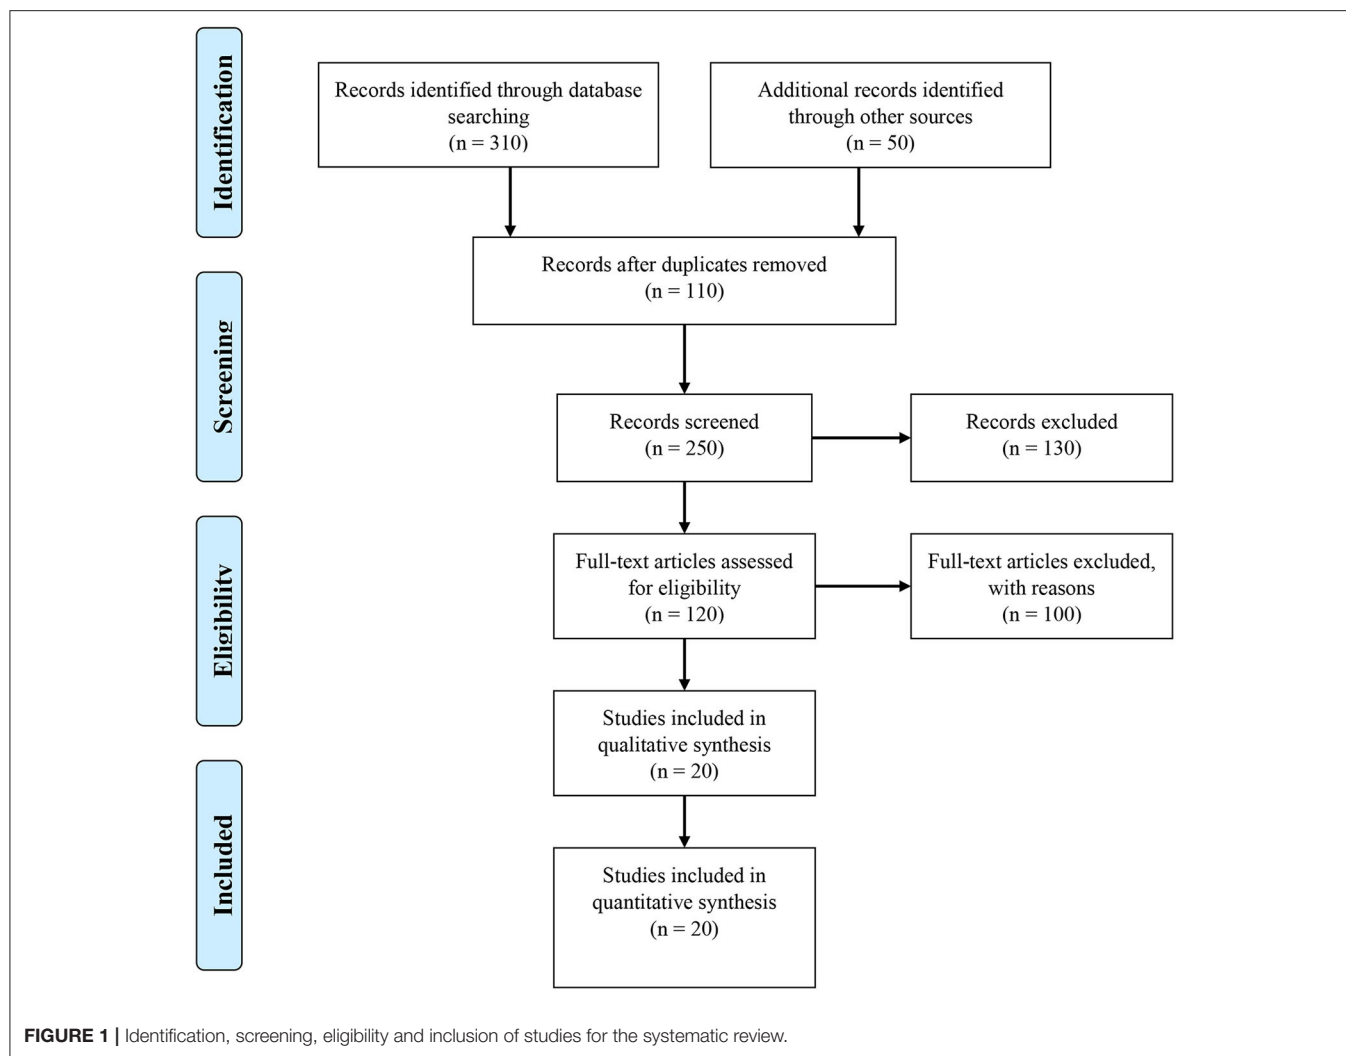 Identification
Records identified through database
searching
(n = 310)
Additional records identified
through other sources
(n = 50)
Records after duplicates removed
(n = 110)
Screening
Records screened
(n = 250)
Records excluded
(n = 130)
Eligibility
Full-text articles assessed
for eligibility
(n = 120)
Full-text articles excluded,
with reasons
(n = 100)
Studies included in
qualitative synthesis
(n = 20)
Included
Studies included in
quantitative synthesis
(n = 20)
FIGURE 1 | Identification, screening, eligibility and inclusion of studies for the systematic review.